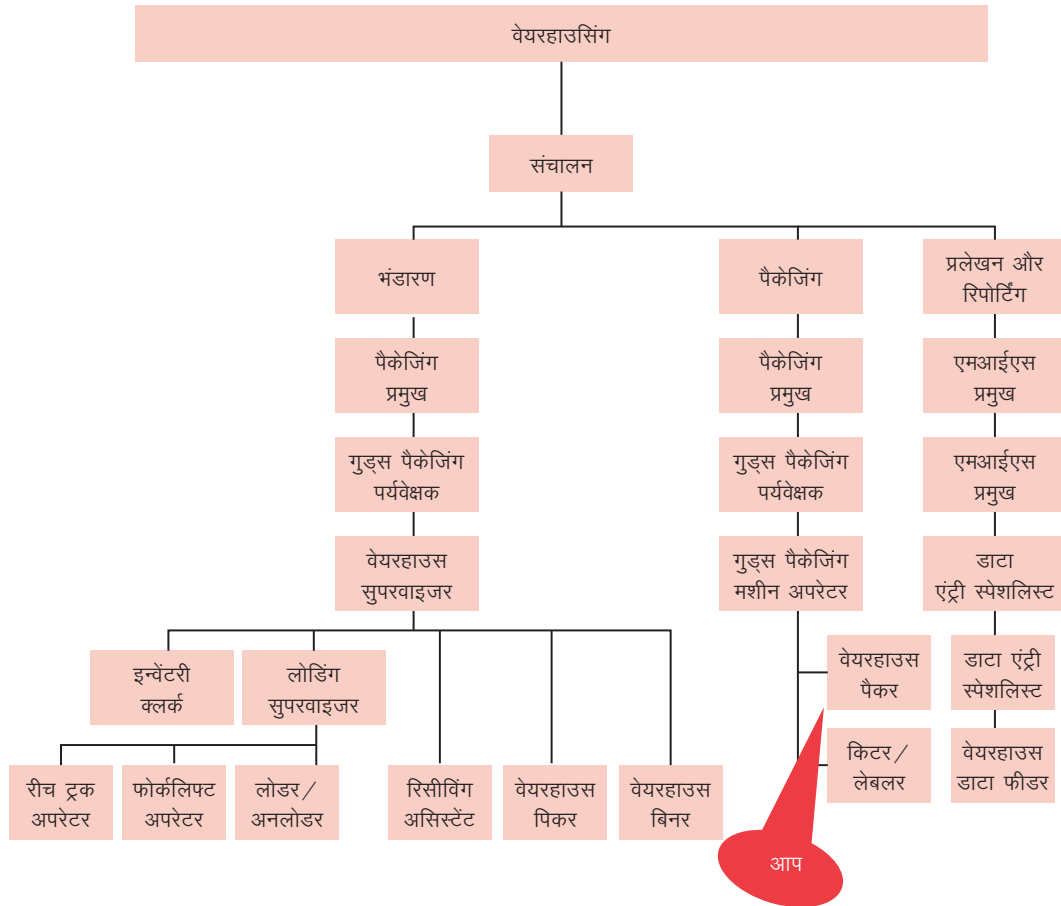 वेयरहाउसिंग
संचालन
भंडारण
पैकेजिंग
प्रलेखन और
रिपोर्टिंग
पैकेजिंग
प्रमुख
पैकेजिंग
प्रमुख
एमआईएस
प्रमुख
गुड्स पैकेजिंग
पर्यवेक्षक
गुड्स पैकेजिंग
पर्यवेक्षक
एमआईएस
प्रमुख
वेयरहाउस
सुपरवाइजर
गुड्स पैकेजिंग
मशीन अपरेटर
डाटा
एंट्री स्पेशलिस्ट
इन्वेंटरी
क्लर्क
लोडिंग
सुपरवाइजर
वेयरहाउस
पैकर
डाटा एंट्री
स्पेशलिस्ट
रीच ट्रक
अपरेटर
फोर्कलिफ्ट
अपरेटर
लोडर/
अनलोडर
रिसीविंग
असिस्टेंट
वेयरहाउस
पिकर
वेयरहाउस
बिनर
किटर/
लेबलर
वेयरहाउस
डाटा फीडर
आप